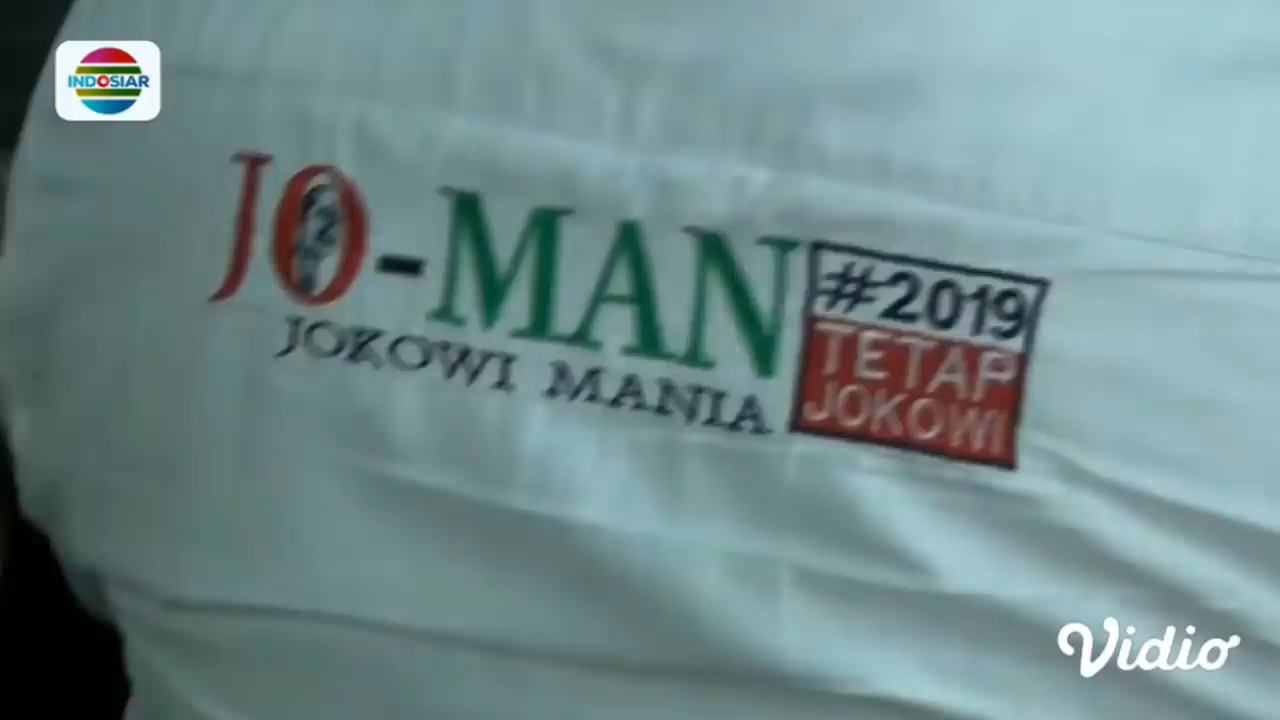 INDOSIAR
JO-MAN
JOKOWI MANIA
#2019
TETAP
JOKOWI
Vidio